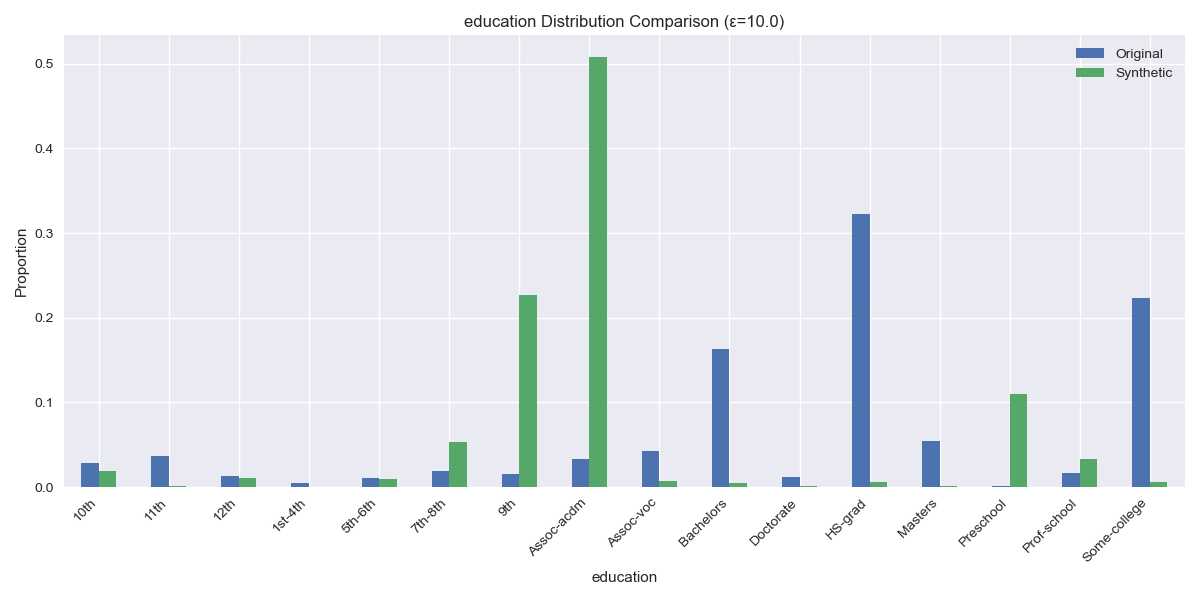 education Distribution Comparison (ε=10.0)
Original
Synthetic
Proportion
0.5
0.4
0.3
0.2
0.1
0.0
10th
11th
12th
1st-4th
5th-6th
7th-8th
9th
Assoc-acdm
Assoc-voc
Bachelors
Doctorate
HS-grad
Masters
Preschool
Prof-school
Some-college
education